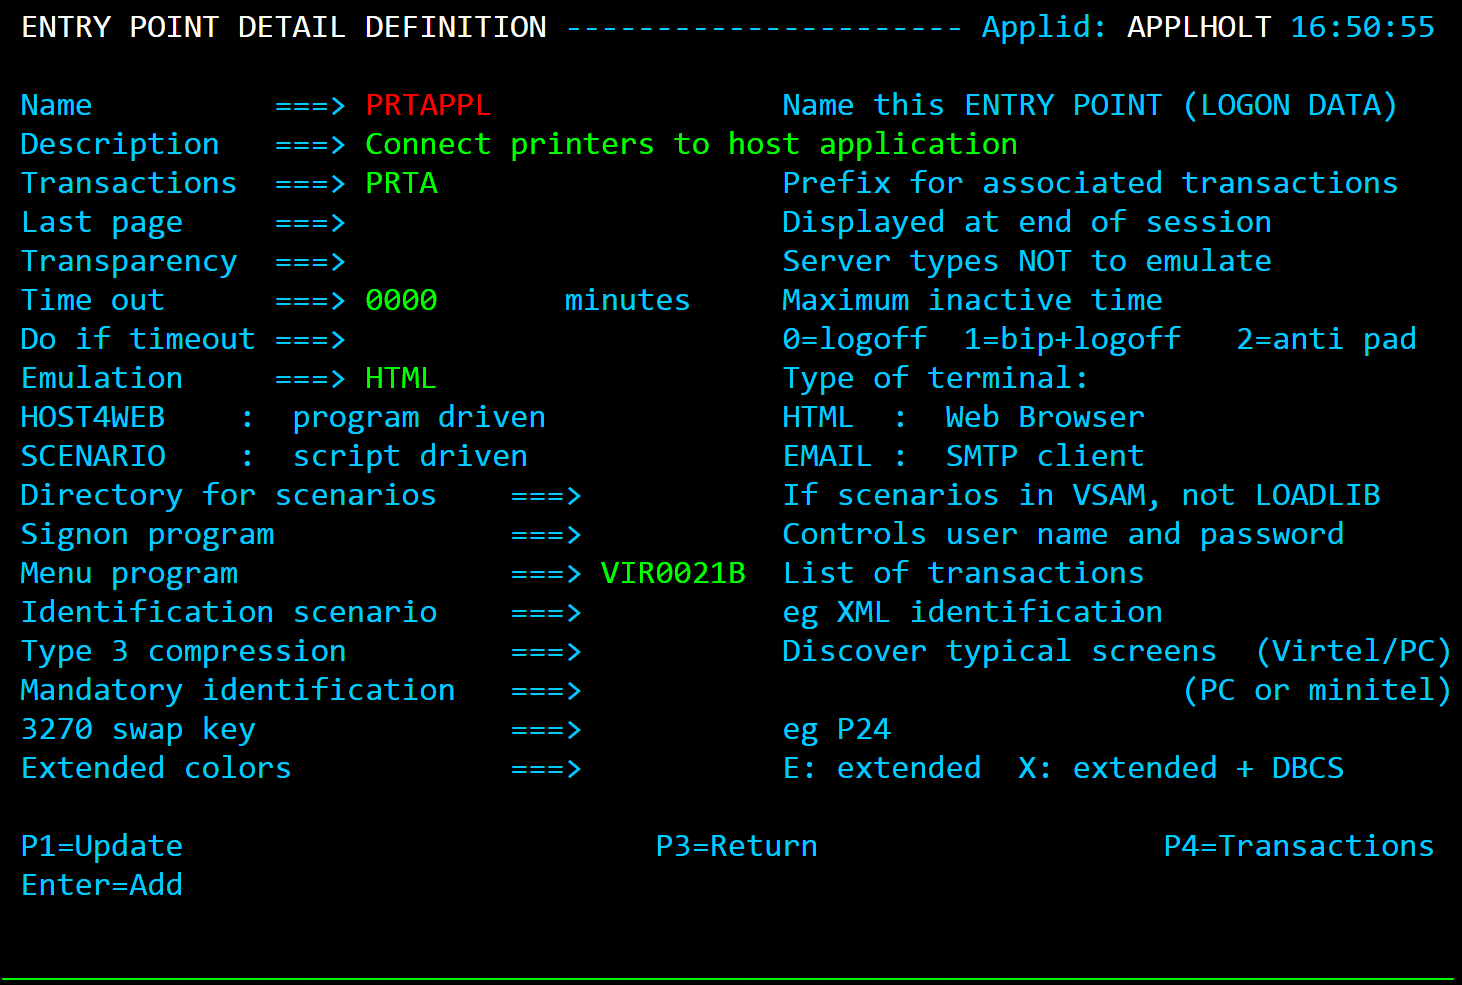 ENTRY POINT DETAIL DEFINITION ---------------------- Applid: APPLHOLT 16:50:55
Name          ===> PRTAPPL                Name this ENTRY POINT (LOGON DATA)
Description   ===> Connect printers to host application
Transactions  ===> PRTA                   Prefix for associated transactions
Last page     ===>                        Displayed at end of session
Transparency  ===>                        Server types NOT to emulate
Time out      ===> 0000       minutes     Maximum inactive time
Do if timeout ===>                        0=logoff  1=bip+logoff   2=anti pad
Emulation     ===> HTML                   Type of terminal:
HOST4WEB    :  program driven             HTML  :  Web Browser
SCENARIO    :  script driven              EMAIL :  SMTP client
Directory for scenarios    ===>           If scenarios in VSAM, not LOADLIB
Signon program             ===>           Controls user name and password
Menu program               ===> VIR0021B  List of transactions
Identification scenario    ===>           eg XML identification
Type 3 compression         ===>           Discover typical screens  (Virtel/PC)
Mandatory identification   ===>                                 (PC or minitel)
3270 swap key              ===>           eg P24
Extended colors            ===>           E: extended  X: extended + DBCS
P1=Update                          P3=Return                   P4=Transactions
Enter=Add